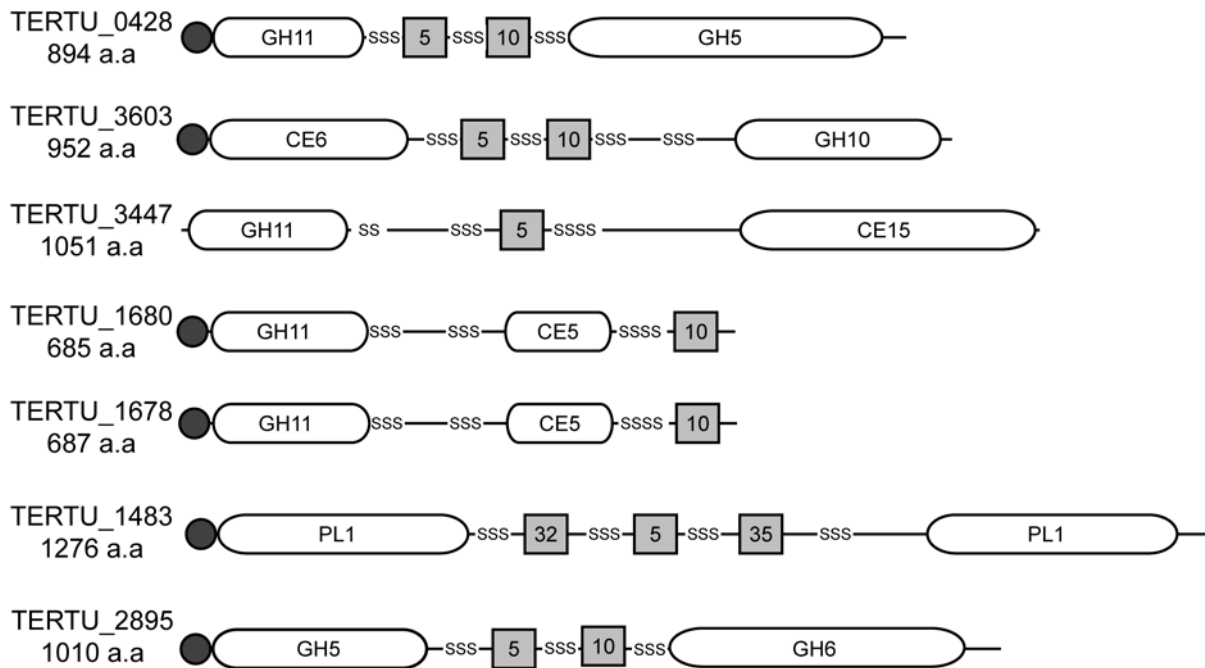 TERTU_0428
894 a.a
GH11 SSS 5 SSS 10 SSS GH5
TERTU_3603
952 a.a
CE6 SSS 5 SSS 10 SSS SSS GH10
TERTU_3447
1051 a.a
GH11 SS SSS 5 SSSS CE15
TERTU_1680
685 a.a
GH11 SSS SSS CE5 SSSS 10
TERTU_1678
687 a.a
GH11 SSS SSS CE5 SSSS 10
TERTU_1483
1276 a.a
PL1 SSS 32 SSS 5 SSS 35 SSS PL1
TERTU_2895
1010 a.a
GH5 SSS 5 SSS 10 SSS GH6